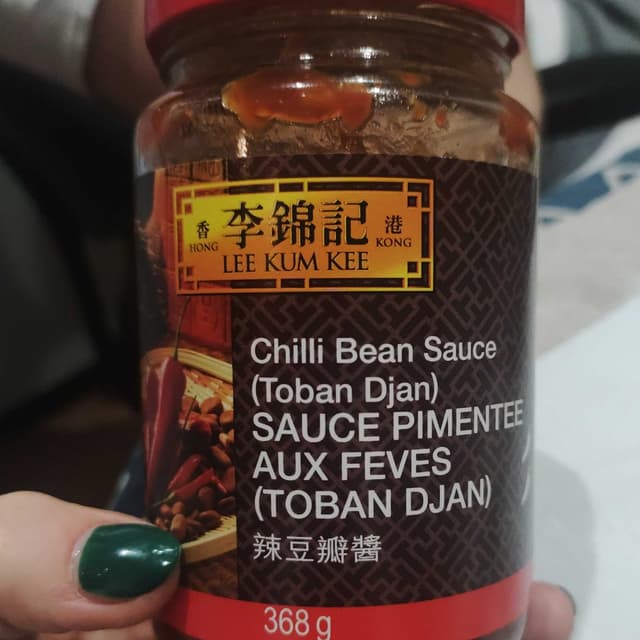 香 李錦記 港
HONG KONG
LEE KUM KEE
Chilli Bean Sauce
(Toban Djan)
SAUCE PIMENTEE
AUX FEVES
(TOBAN DJAN)
辣豆瓣醬
368 g